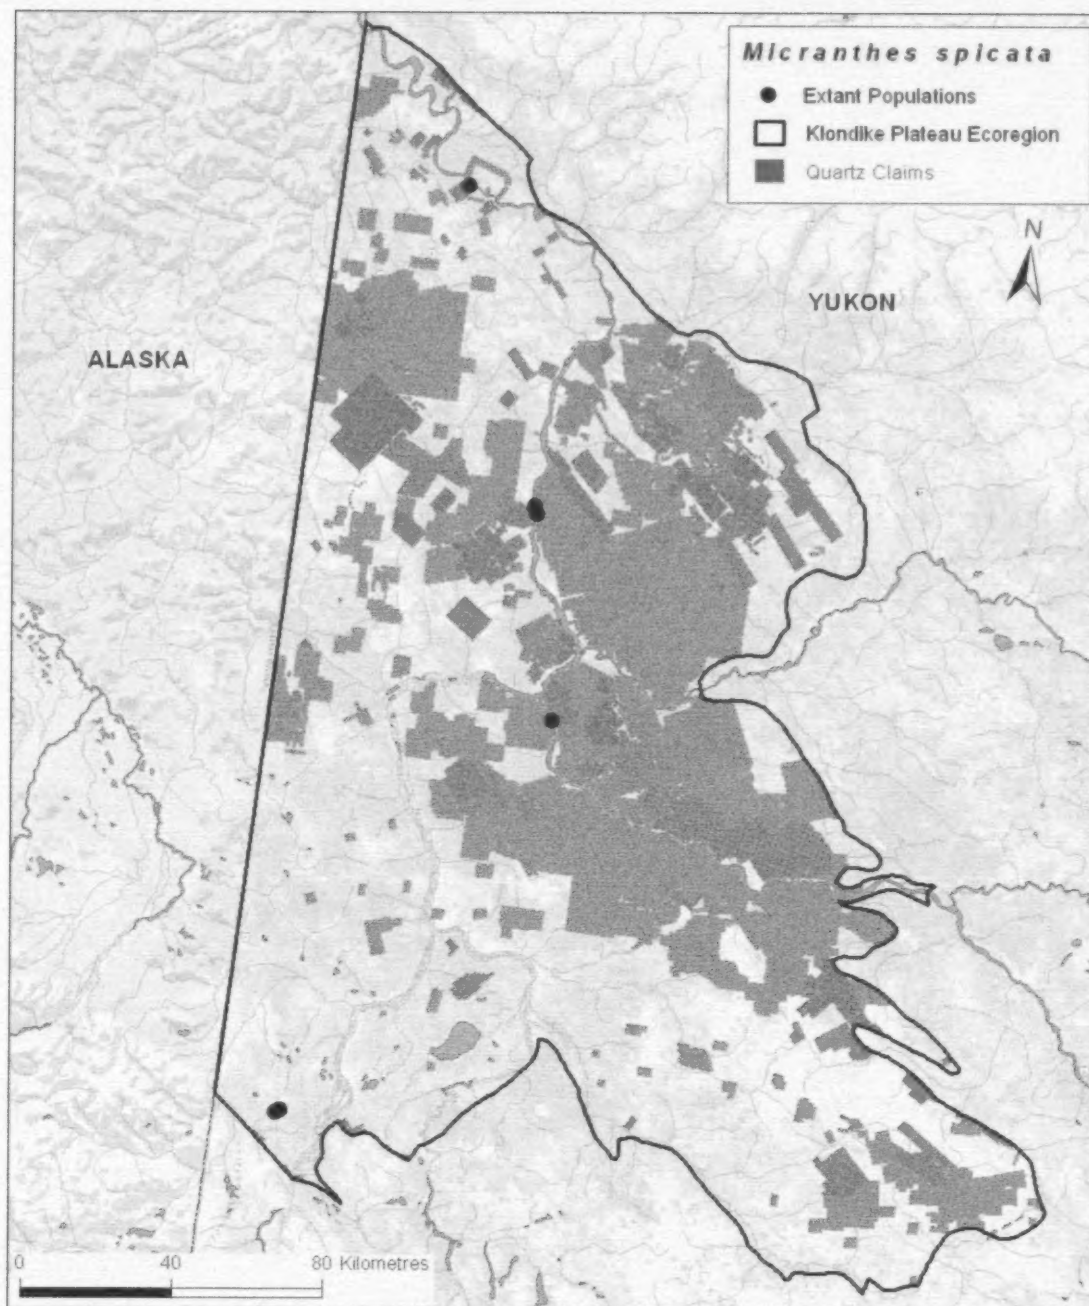 Micranthes spicata
Extant Populations
Klondike Plateau Ecoregion
Quartz Claims
N
YUKON
ALASKA
0 40 80 Kilometres